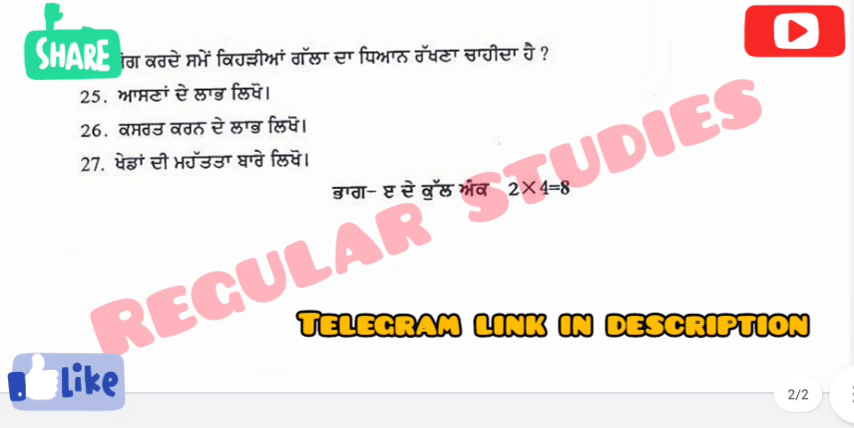 SHARE
ਕਰਦੇ ਸਮੇਂ ਕਿਹੜੀਆਂ ਗੱਲਾ ਦਾ ਧਿਆਨ ਰੱਖਣਾ ਚਾਹੀਦਾ ਹੈ ?
25. ਆਸਣਾਂ ਦੇ ਲਾਭ ਲਿਖੋ।
26. ਕਸਰਤ ਕਰਨ ਦੇ ਲਾਭ ਲਿਖੋ।
27. ਖੇਡਾਂ ਦੀ ਮਹੱਤਤਾ ਬਾਰੇ ਲਿਖੋ।
ਭਾਗ- ੲ ਦੇ ਕੁੱਲ ਅੰਕ 2×4=8
REGULAR STUDIES
TELEGRAM LINK IN DESCRIPTION
Like
2/2